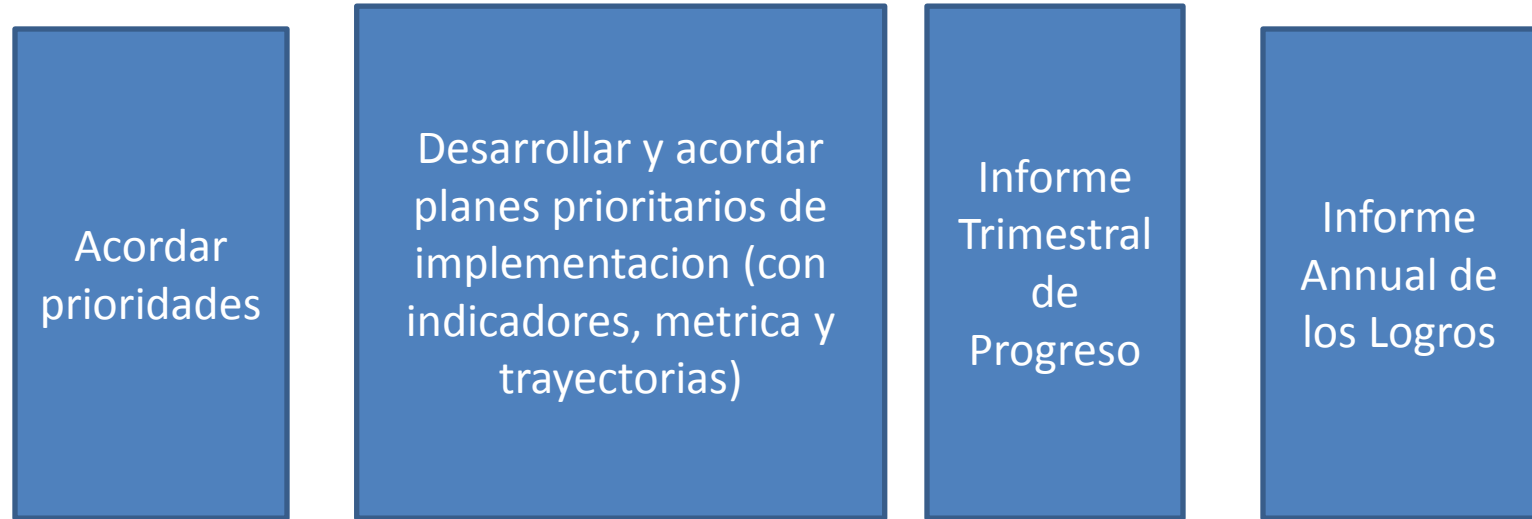 Acordar
prioridades
Desarrollar y acordar
planes prioritarios de
implementacion (con
indicadores, metrica y
trayectorias)
Informe
Trimestral
de
Progreso
Informe
Annual de
los Logros